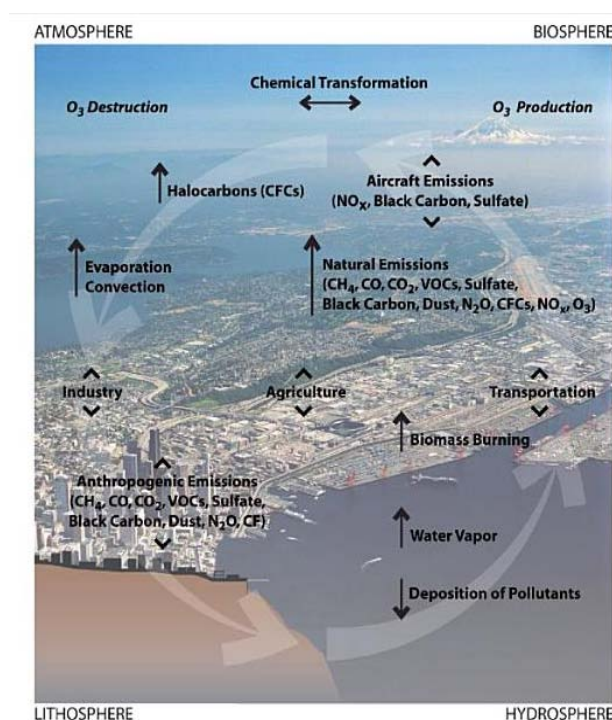 ATMOSPHERE
BIOSPHERE
Chemical Transformation
O₃ Destruction
O₃ Production
Halocarbons (CFCs)
Aircraft Emissions
(NOₓ, Black Carbon, Sulfate)
Evaporation
Convection
Natural Emissions
(CH₄, CO, CO₂, VOCs, Sulfate,
Black Carbon, Dust, N₂O, CFCs, NOₓ, O₃)
Industry
Agriculture
Transportation
Biomass Burning
Anthropogenic Emissions
(CH₄, CO, CO₂, VOCs, Sulfate,
Black Carbon, Dust, N₂O, CF)
Water Vapor
Deposition of Pollutants
LITHOSPHERE
HYDROSPHERE